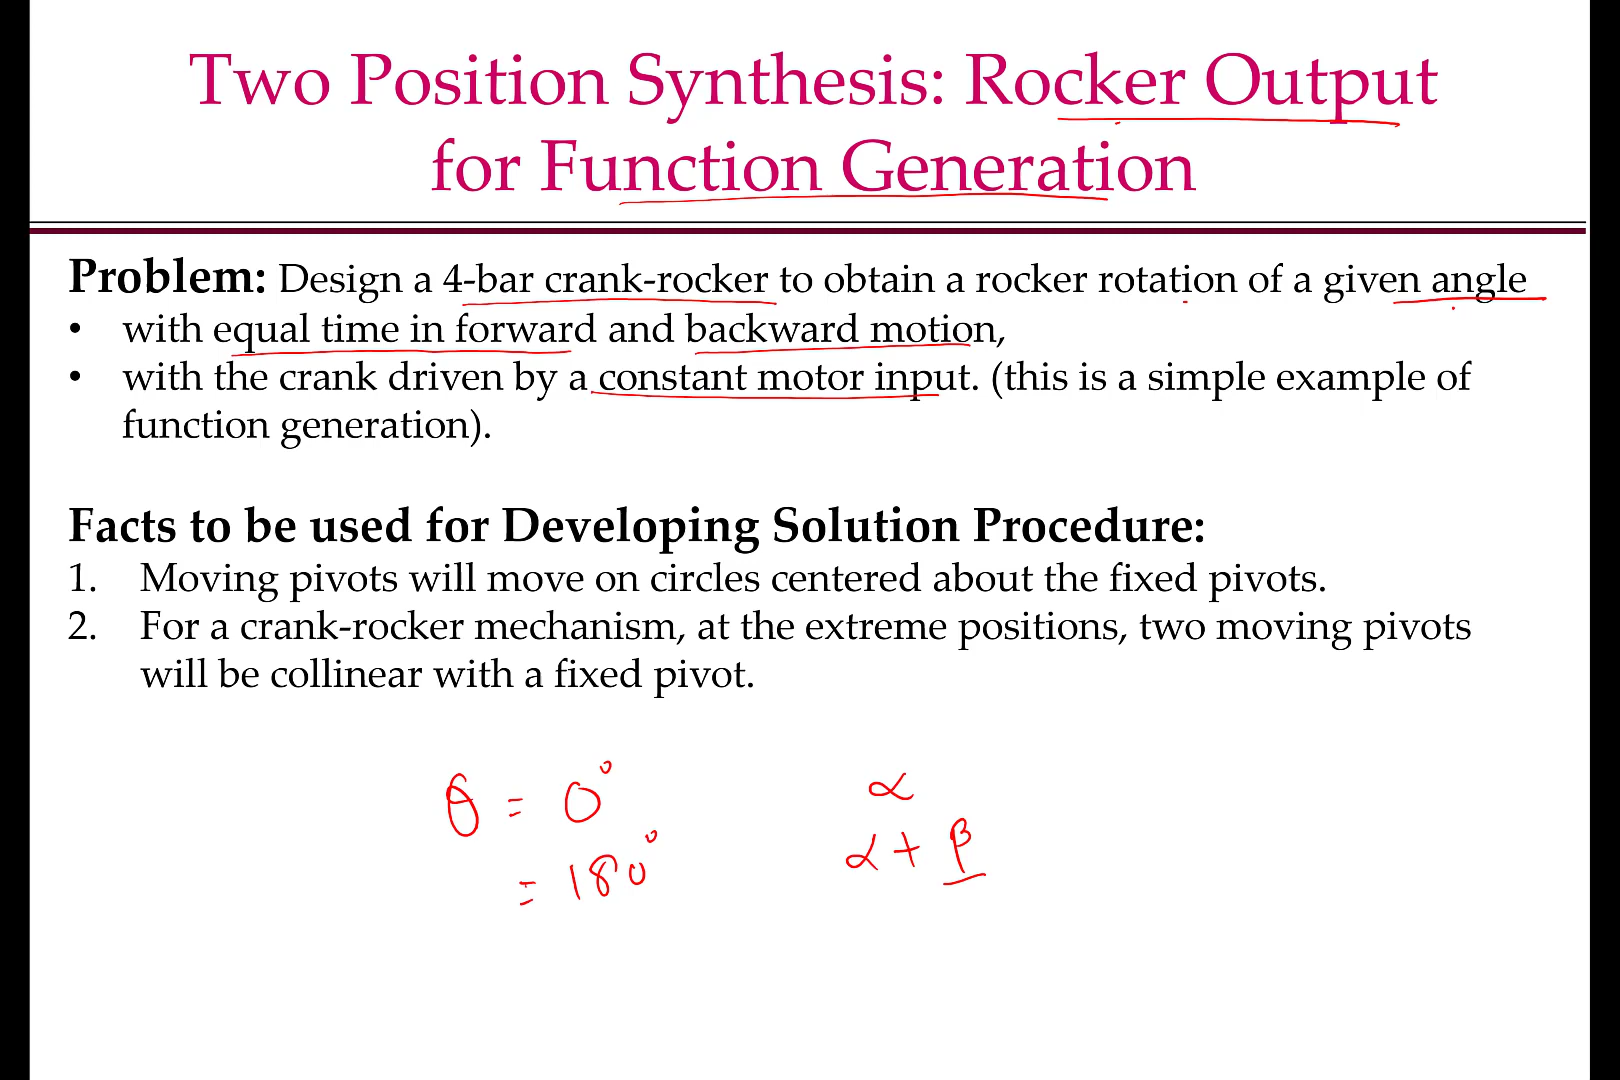 Two Position Synthesis: Rocker Output
for Function Generation
Problem: Design a 4-bar crank-rocker to obtain a rocker rotation of a given angle
• with equal time in forward and backward motion,
• with the crank driven by a constant motor input. (this is a simple example of
function generation).
Facts to be used for Developing Solution Procedure:
1. Moving pivots will move on circles centered about the fixed pivots.
2. For a crank-rocker mechanism, at the extreme positions, two moving pivots
will be collinear with a fixed pivot.
θ = 0° α
= 180° α + β